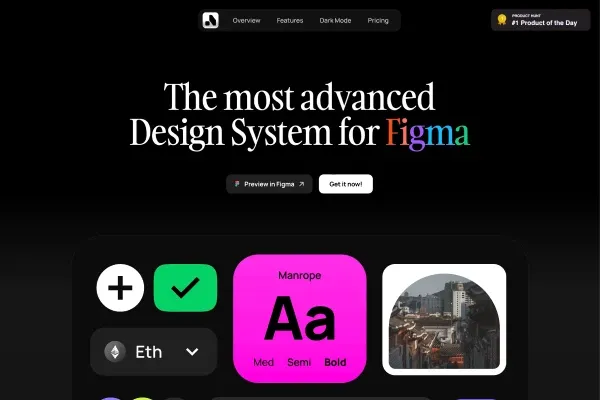 Overview Features Dark Mode Pricing
PRODUCT HUNT
#1 Product of the Day
The most advanced
Design System for Figma
Preview in Figma Get it now!
Manrope
Aa
Eth
Med Semi Bold